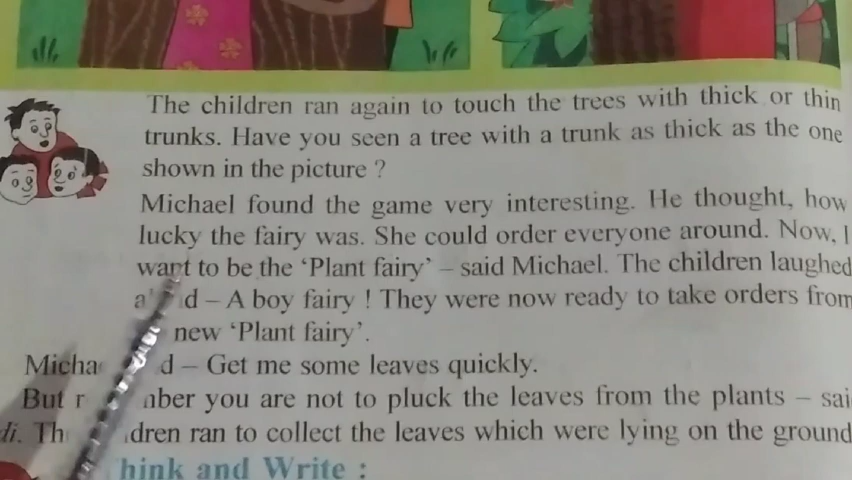 The children ran again to touch the trees with thick or thin
trunks. Have you seen a tree with a trunk as thick as the one
shown in the picture ?
Michael found the game very interesting. He thought, how
lucky the fairy was. She could order everyone around. Now, I
want to be the ‘Plant fairy’ – said Michael. The children laughed
– A boy fairy ! They were now ready to take orders from
new ‘Plant fairy’.
– Get me some leaves quickly.
But you are not to pluck the leaves from the plants –
ran to collect the leaves which were lying on the ground
and Write :